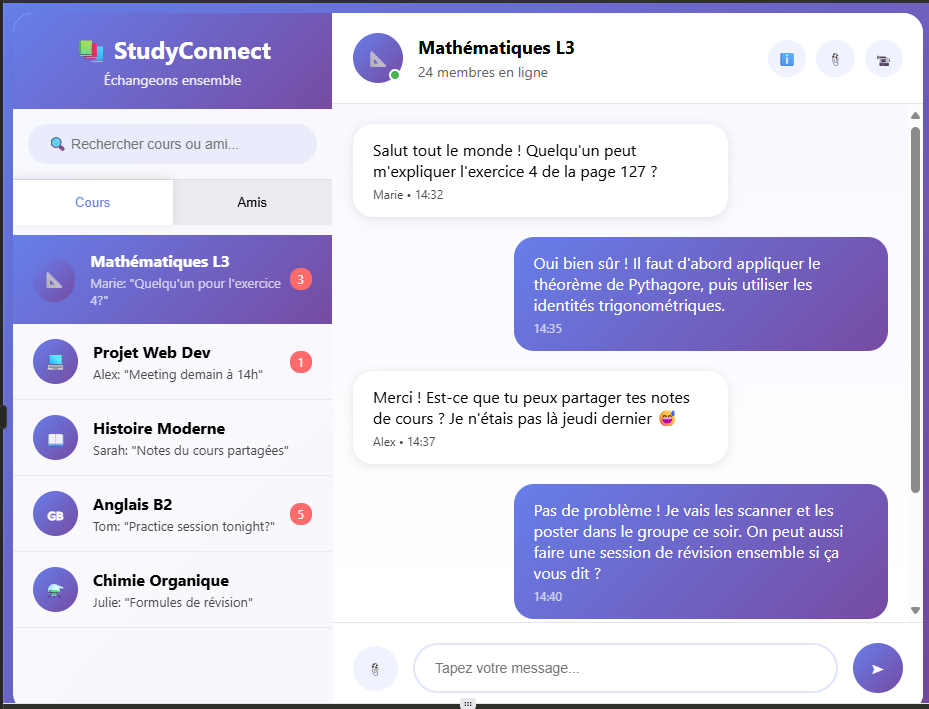 StudyConnect
Échangeons ensemble
Rechercher cours ou ami...
Cours
Amis
Mathématiques L3
Marie: "Quelqu'un pour l'exercice
4?"
3
Projet Web Dev
Alex: "Meeting demain à 14h"
1
Histoire Moderne
Sarah: "Notes du cours partagées"
GB
Anglais B2
Tom: "Practice session tonight?"
5
Chimie Organique
Julie: "Formules de révision"
Mathématiques L3
24 membres en ligne
Salut tout le monde ! Quelqu'un peut
m'expliquer l'exercice 4 de la page 127 ?
Marie • 14:32
Oui bien sûr ! Il faut d'abord appliquer le
théorème de Pythagore, puis utiliser les
identités trigonométriques.
14:35
Merci ! Est-ce que tu peux partager tes notes
de cours ? Je n'étais pas là jeudi dernier 😅
Alex • 14:37
Pas de problème ! Je vais les scanner et les
poster dans le groupe ce soir. On peut aussi
faire une session de révision ensemble si ça
vous dit ?
14:40
Tapez votre message...